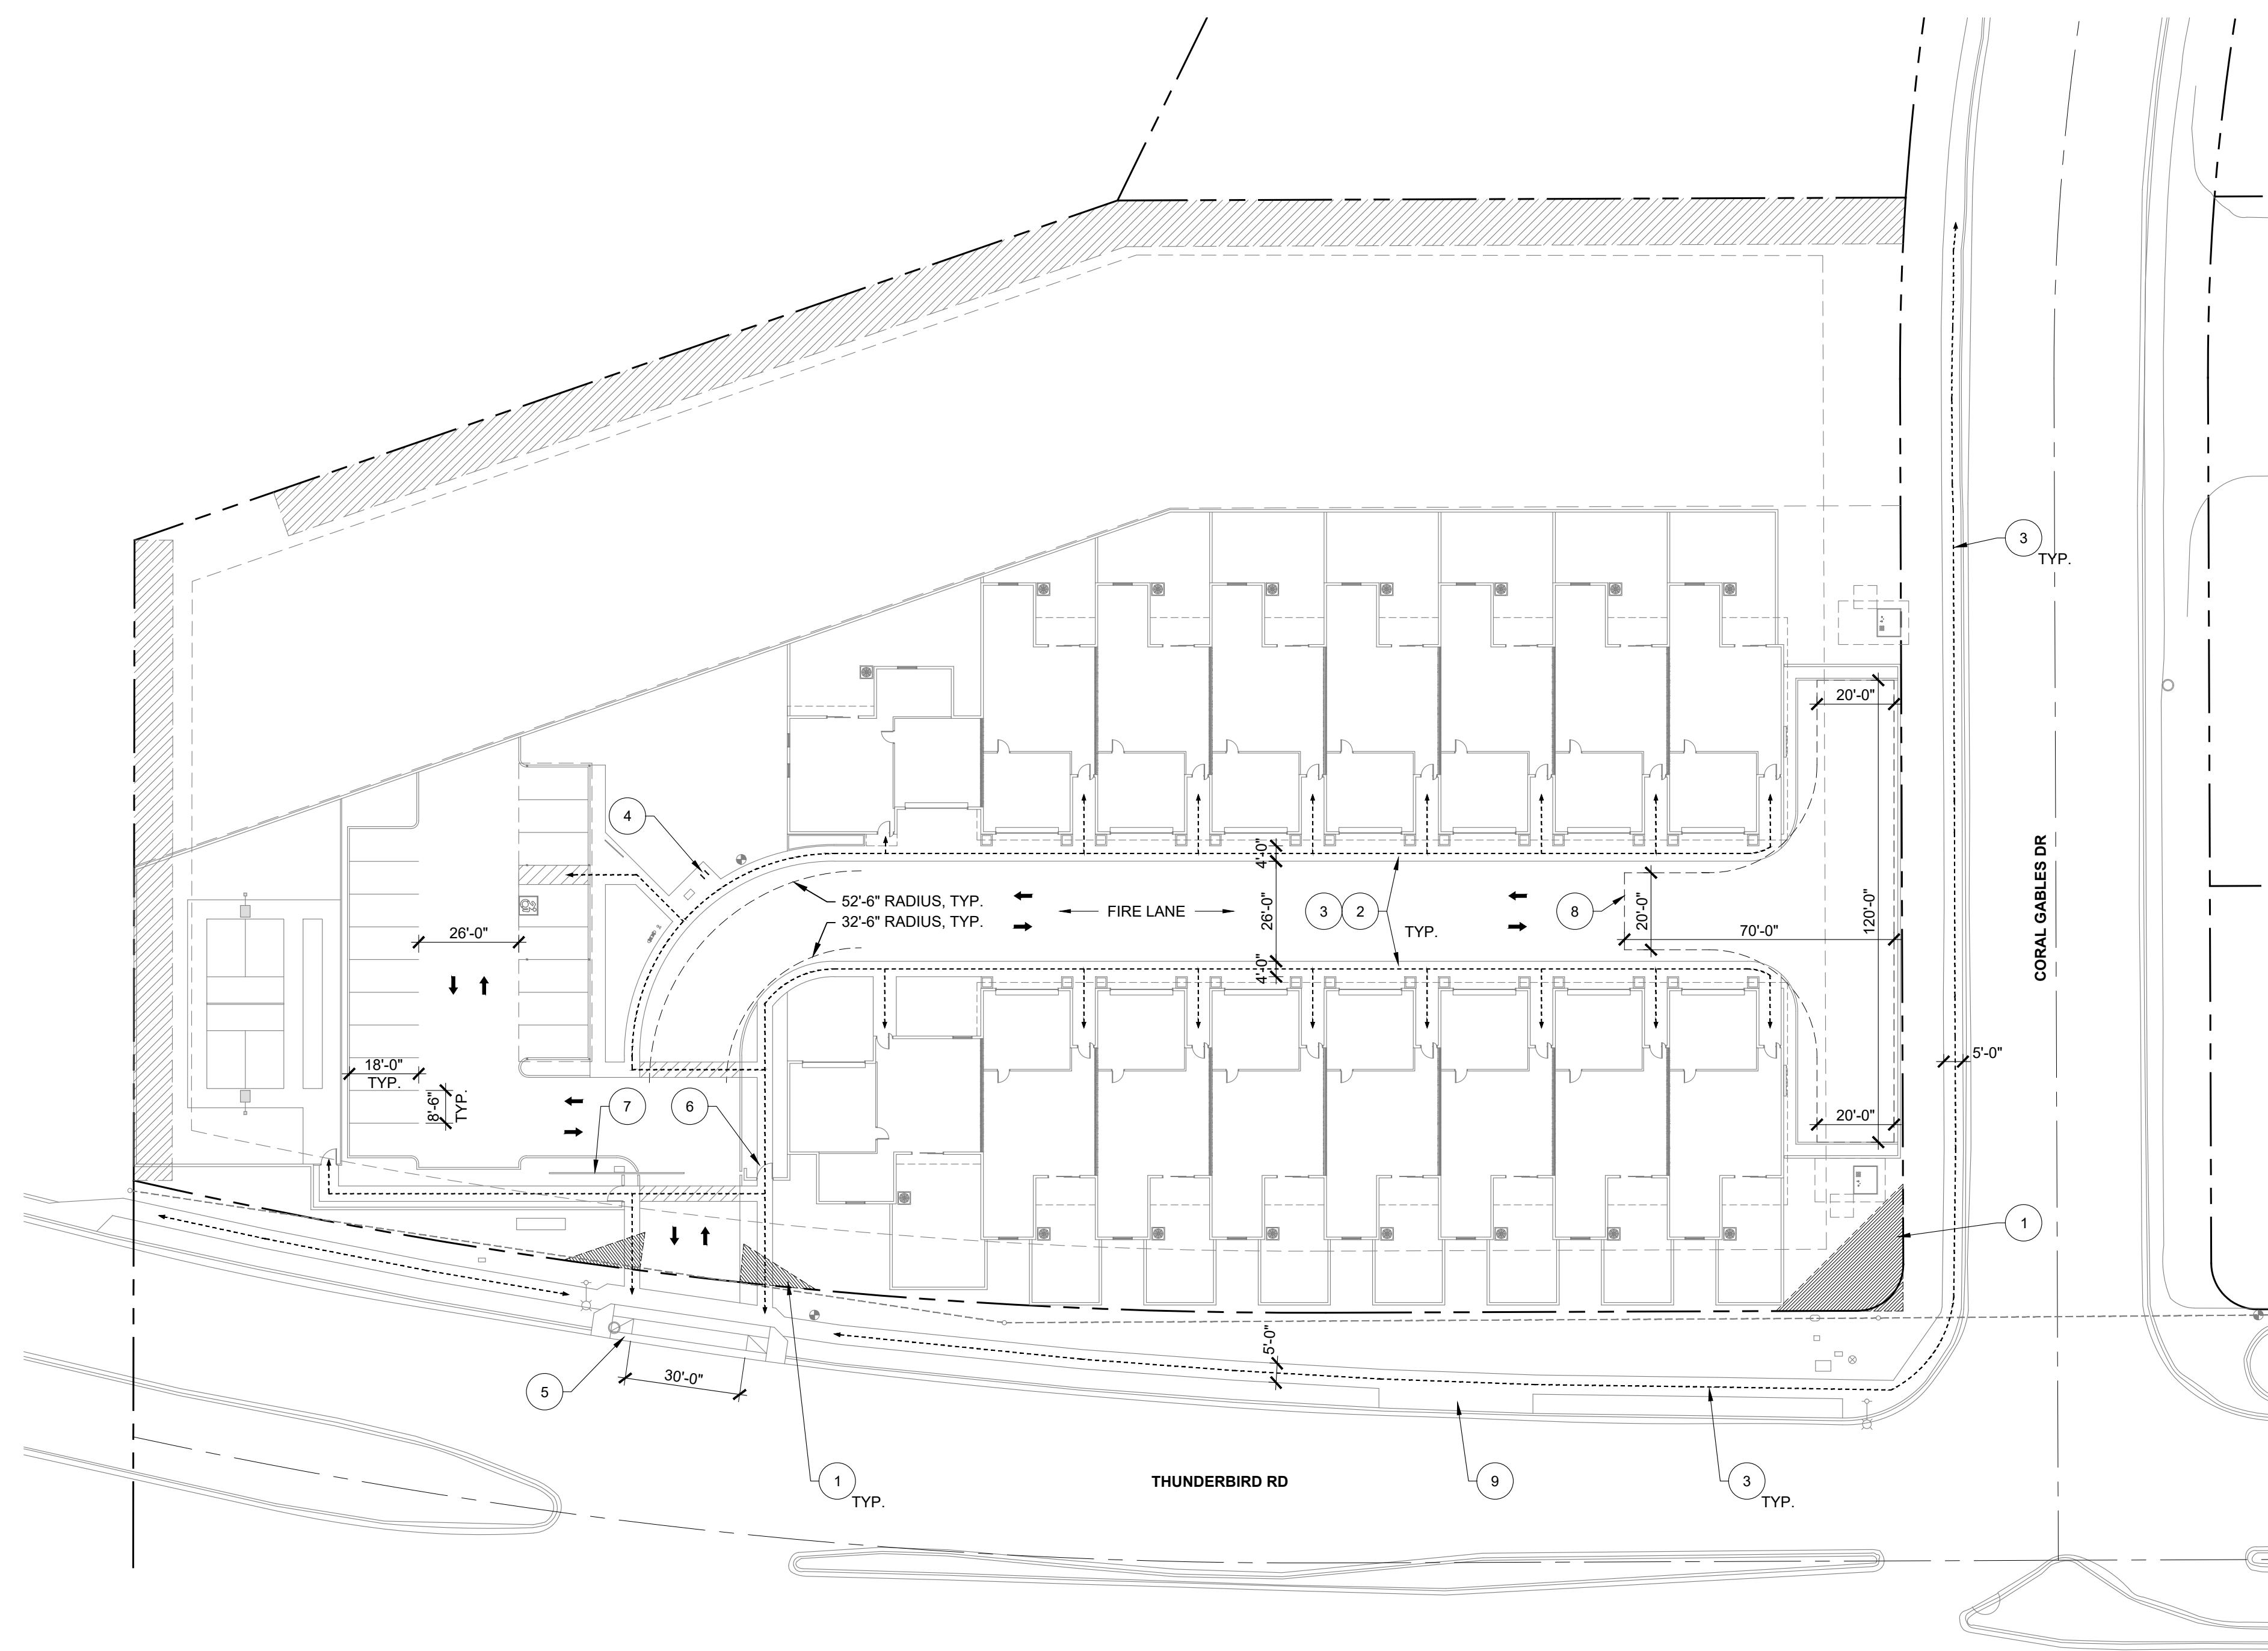 3
TYP.
20'-0"
4
4'-0"
52'-6" RADIUS, TYP.
32'-6" RADIUS, TYP.
FIRE LANE
26'-0"
3
2
TYP.
8
20'-0"
70'-0"
120'-0"
CORAL GABLES DR
26'-0"
4'-0"
18'-0"
TYP.
8'-6"
TYP.
7
6
5'-0"
20'-0"
1
5
30'-0"
5'-0"
1
TYP.
THUNDERBIRD RD
9
3
TYP.